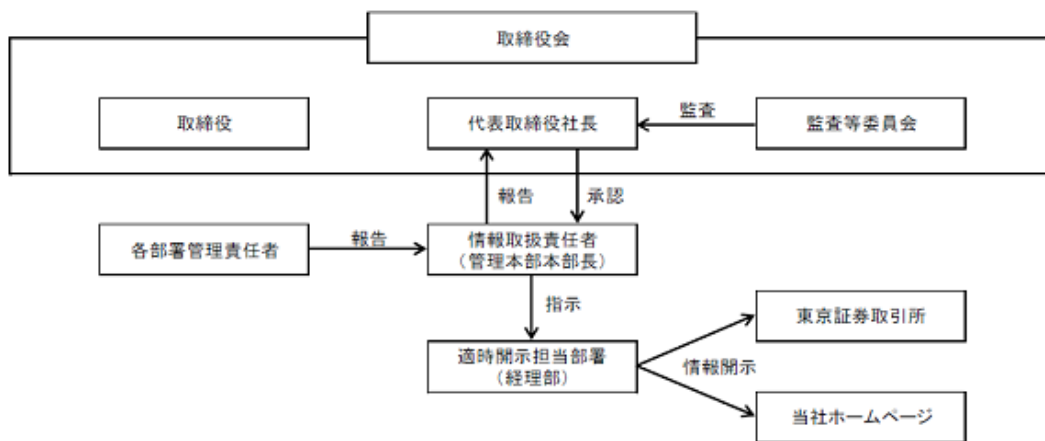 取締役会
取締役
代表取締役社長
監査
監査等委員会
報告
承認
各部署管理責任者
報告
情報取扱責任者
（管理本部本部長）
指示
東京証券取引所
適時開示担当部署
（経理部）
情報開示
当社ホームページ